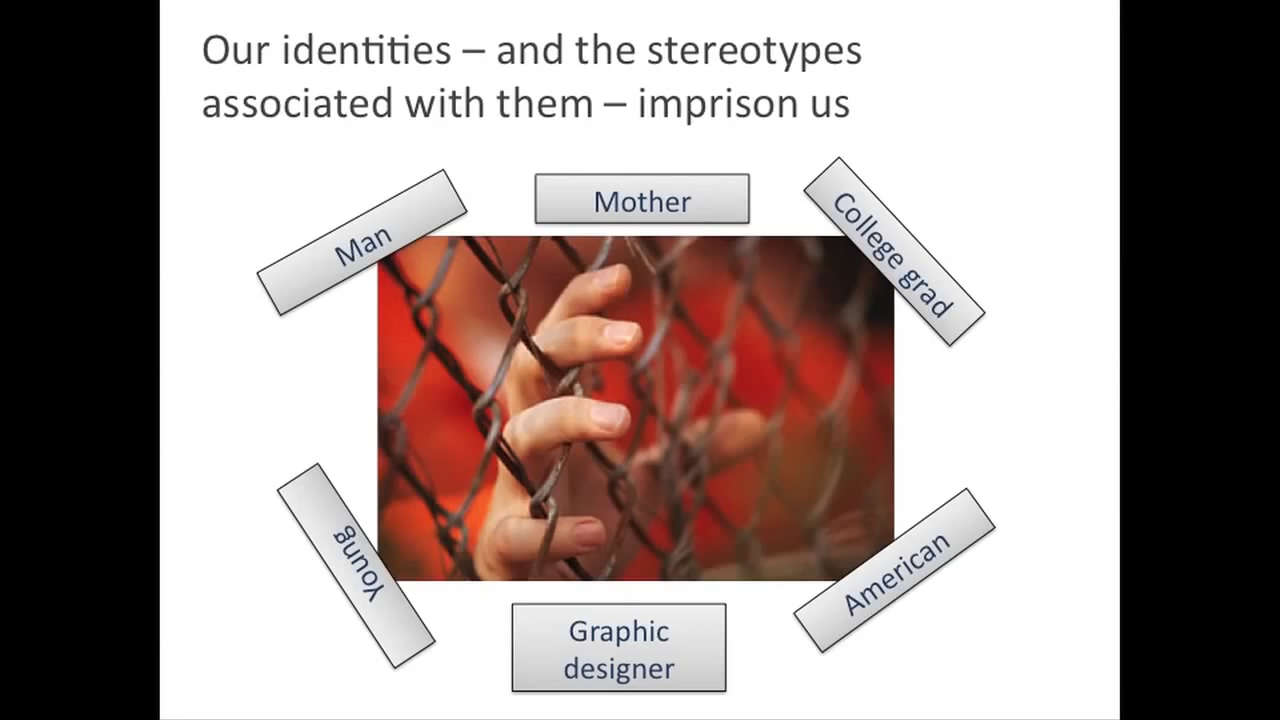 Our identities – and the stereotypes
associated with them – imprison us
Man
Mother
College grad
Young
American
Graphic
designer